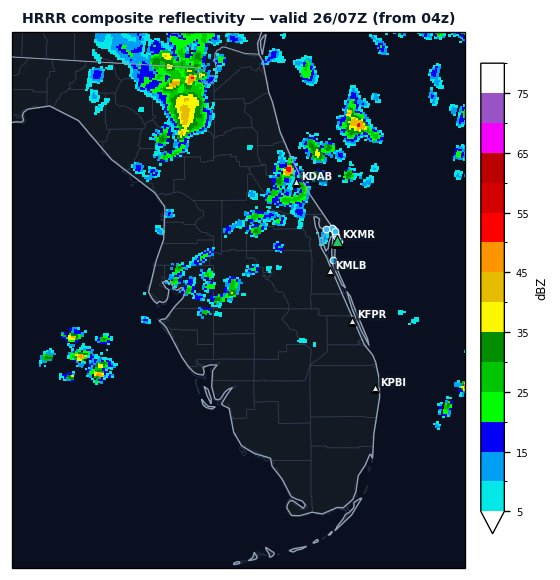 HRRR composite reflectivity — valid 26/07Z (from 04z)
KDAB
KXMR
KMLB
KFPR
KPBI
75
65
55
45
35
25
15
5
dBZ